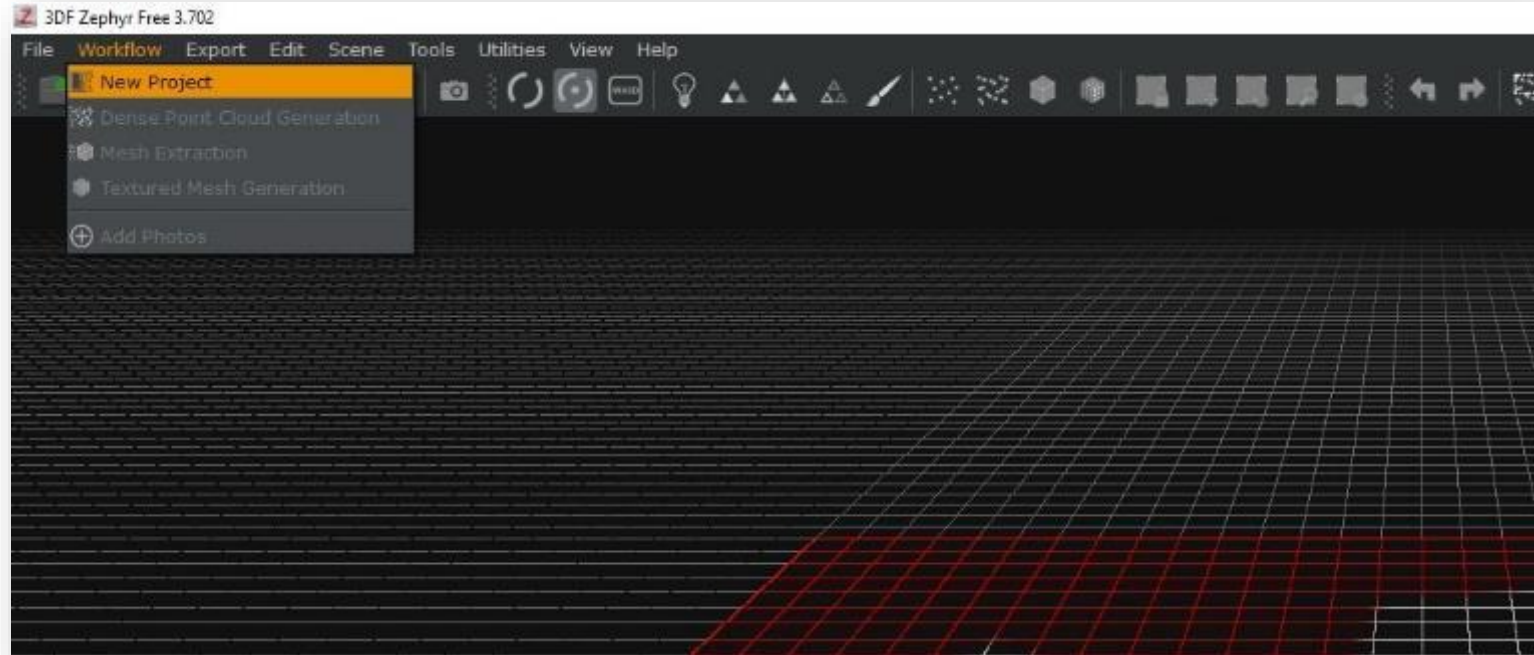 3DF Zephyr Free 3.702
File Workflow Export Edit Scene Tools Utilities View Help
New Project
Dense Point Cloud Generation
Mesh Extraction
Textured Mesh Generation
Add Photos